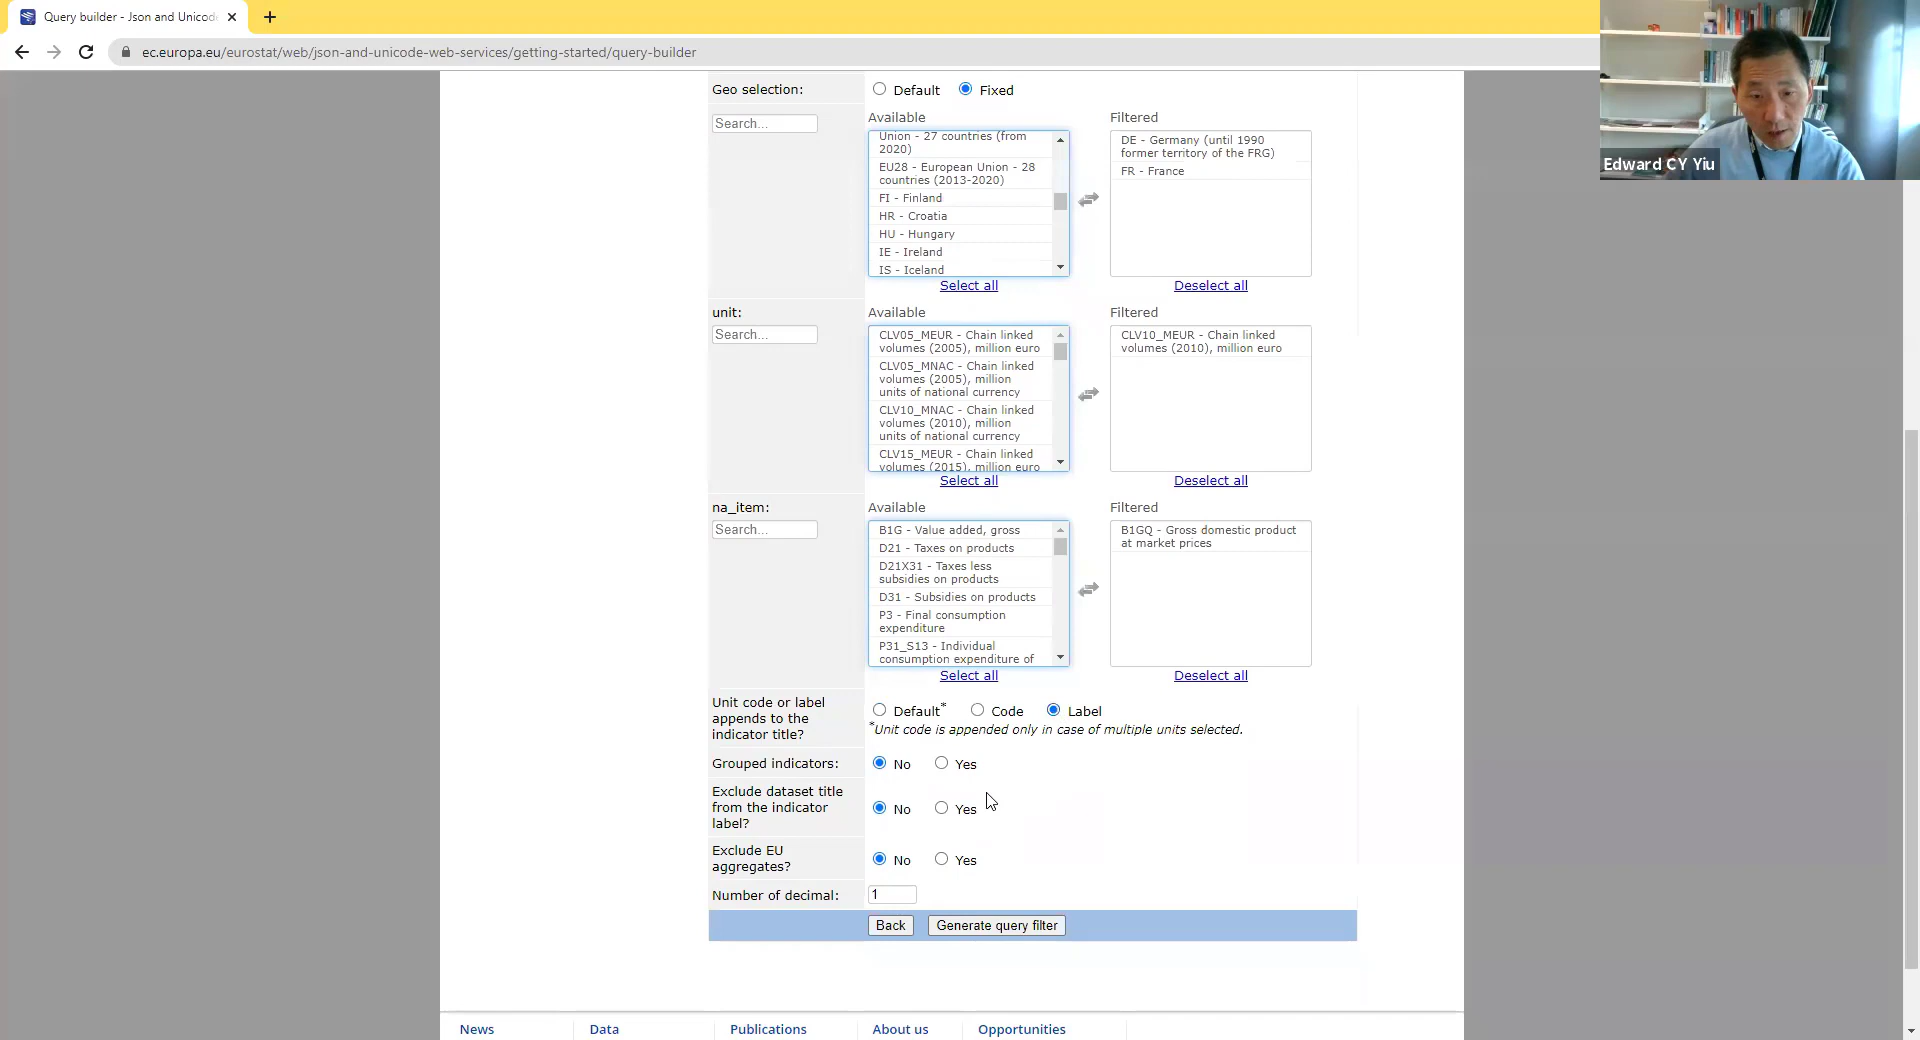 Query builder - Json and Unicod
ec.europa.eu/eurostat/web/json-and-unicode-web-services/getting-started/query-builder
Edward CY Yiu
Geo selection:
Default
Fixed
Search...
Available
Filtered
Union - 27 countries (from
2020)
EU28 - European Union - 28
countries (2013-2020)
FI - Finland
HR - Croatia
HU - Hungary
IE - Ireland
IS - Iceland
DE - Germany (until 1990
former territory of the FRG)
FR - France
Select all
Deselect all
unit:
Search...
Available
Filtered
CLV05_MEUR - Chain linked
volumes (2005), million euro
CLV05_MNAC - Chain linked
volumes (2005), million
units of national currency
CLV10_MNAC - Chain linked
volumes (2010), million
units of national currency
CLV15_MEUR - Chain linked
volumes (2015), million euro
CLV10_MEUR - Chain linked
volumes (2010), million euro
Select all
Deselect all
na_item:
Search...
Available
Filtered
B1G - Value added, gross
D21 - Taxes on products
D21X31 - Taxes less
subsidies on products
D31 - Subsidies on products
P3 - Final consumption
expenditure
P31_S13 - Individual
consumption expenditure of
B1GQ - Gross domestic product
at market prices
Select all
Deselect all
Unit code or label
appends to the
indicator title?
Default*
Code
Label
*Unit code is appended only in case of multiple units selected.
Grouped indicators:
No
Yes
Exclude dataset title
from the indicator
label?
No
Yes
Exclude EU
aggregates?
No
Yes
Number of decimal:
1
Back
Generate query filter
News
Data
Publications
About us
Opportunities